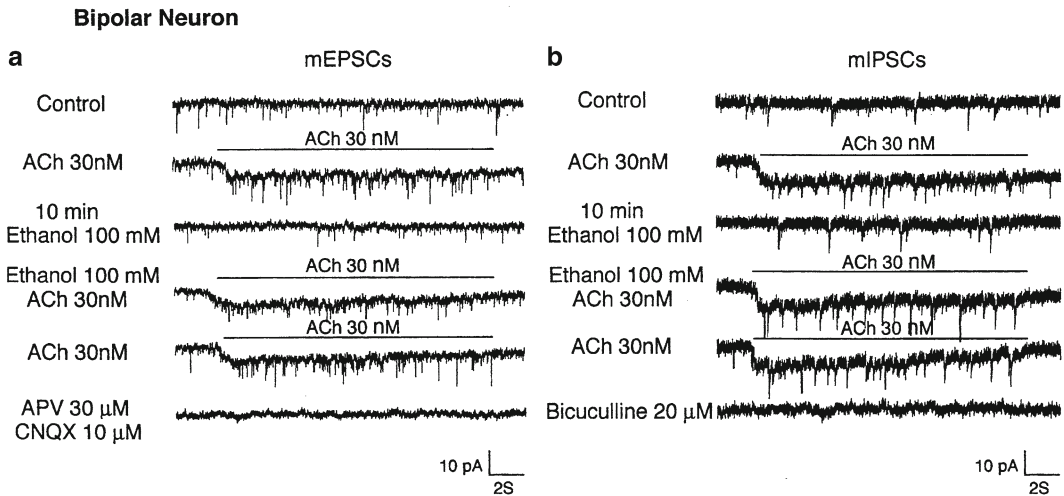 Bipolar Neuron
a
mEPSCs
Control
ACh 30 nM
ACh 30nM
10 min
Ethanol 100 mM
ACh 30 nM
Ethanol 100 mM
ACh 30nM
ACh 30 nM
ACh 30nM
APV 30 μM
CNQX 10 μM
10 pA
2S
b
mIPSCs
Control
ACh 30 nM
ACh 30nM
10 min
Ethanol 100 mM
ACh 30 nM
Ethanol 100 mM
ACh 30nM
ACh 30 nM
ACh 30nM
Bicuculline 20 μM
10 pA
2S